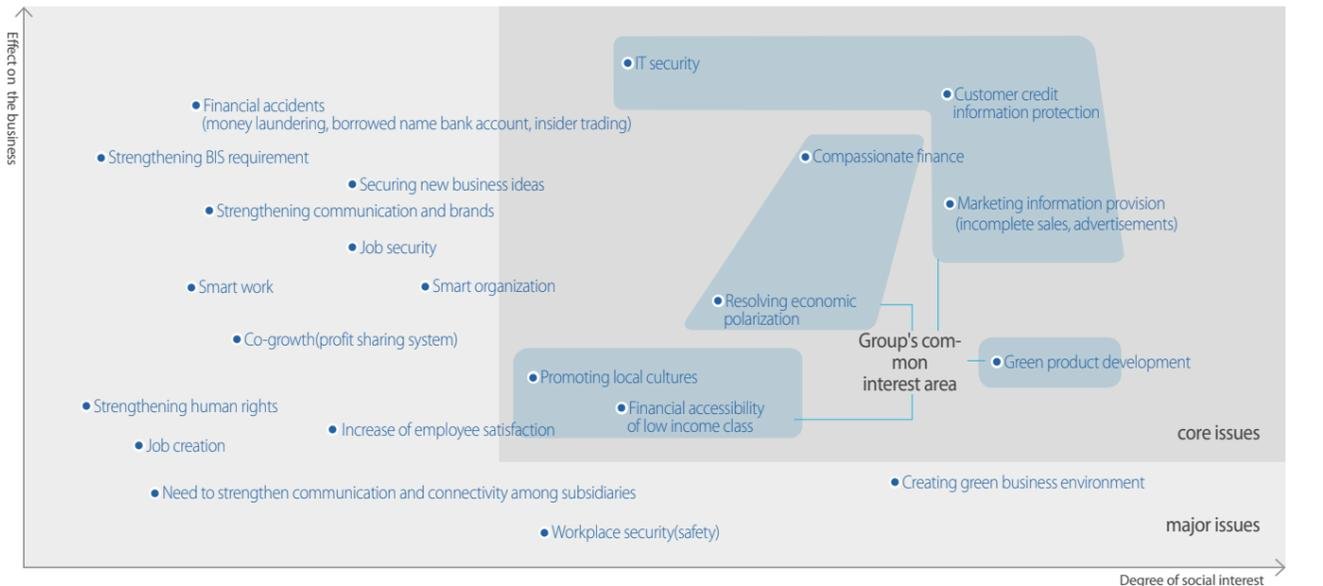 Effect on the business
IT security
Customer credit
information protection
Financial accidents
(money laundering, borrowed name bank account, insider trading)
Strengthening BIS requirement
Compassionate finance
Securing new business ideas
Strengthening communication and brands
Marketing information provision
(incomplete sales, advertisements)
Job security
Smart work
Smart organization
Resolving economic
polarization
Co-growth(profit sharing system)
Group's com-
mon
interest area
Green product development
Promoting local cultures
Strengthening human rights
Financial accessibility
of low income class
Increase of employee satisfaction
Job creation
core issues
Need to strengthen communication and connectivity among subsidiaries
Creating green business environment
Workplace security(safety)
major issues
Degree of social interest